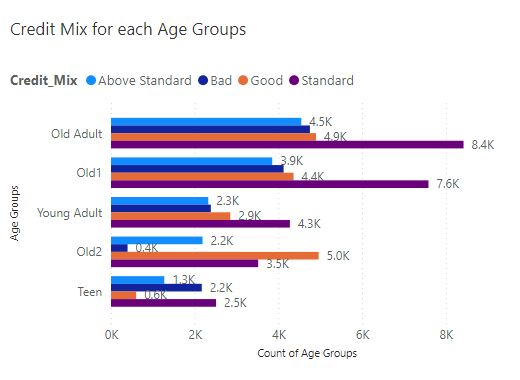 Credit Mix for each Age Groups
Credit_Mix Above Standard Bad Good Standard
Old Adult
4.5K
4.9K
8.4K
Old1
3.9K
4.4K
7.6K
Young Adult
2.3K
2.9K
4.3K
Old2
2.2K
0.4K
5.0K
3.5K
Teen
1.3K
2.2K
0.6K
2.5K
0K 2K 4K 6K 8K
Count of Age Groups
Age Groups